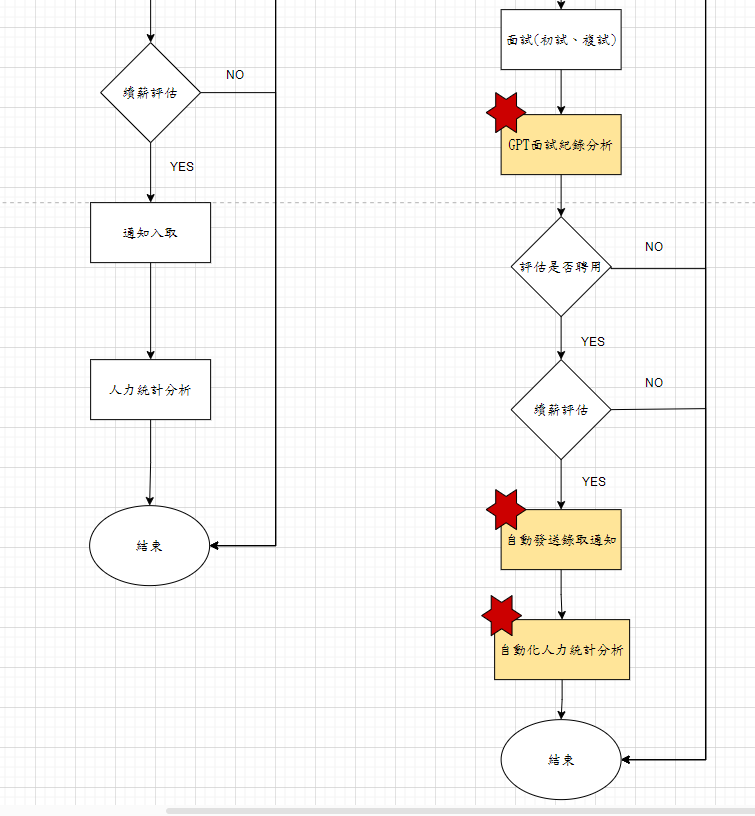 績薪評估
NO
YES
通知入取
人力統計分析
結束
面試(初試、複試)
GPT面試紀錄分析
評估是否聘用
NO
YES
績薪評估
NO
YES
自動發送錄取通知
自動化人力統計分析
結束